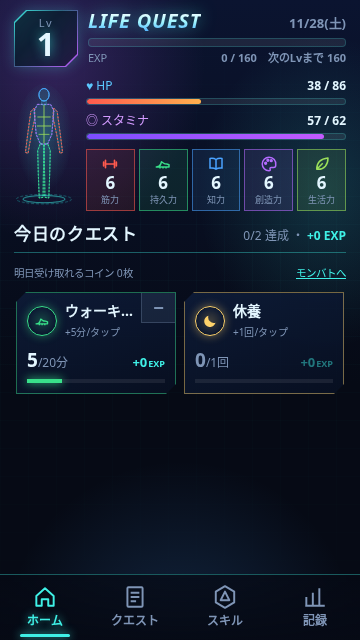 Lv
1
LIFE QUEST
11/28(土)
EXP
0 / 160 次のLvまで 160
♥ HP
38 / 86
◎ スタミナ
57 / 62
6
筋力
6
持久力
6
知力
6
創造力
6
生活力
今日のクエスト
0/2 達成 ・ +0 EXP
明日受け取れるコイン 0枚
モンバトへ
ウォーキ…
−
+5分/タップ
5/20分
+0 EXP
休養
+1回/タップ
0/1回
+0 EXP
ホーム
クエスト
スキル
記録